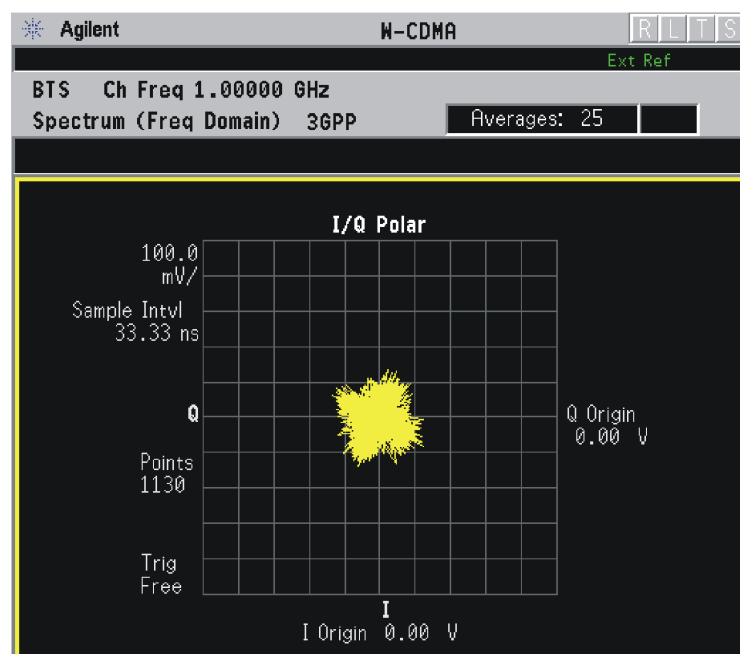 Agilent W-CDMA R L T S
Ext Ref
BTS Ch Freq 1.00000 GHz
Spectrum (Freq Domain) 3GPP Averages: 25
I/Q Polar
100.0
mV/
Sample Intvl
33.33 ns
Q
Q Origin
0.00 V
Points
1130
Trig
Free
I
I Origin 0.00 V